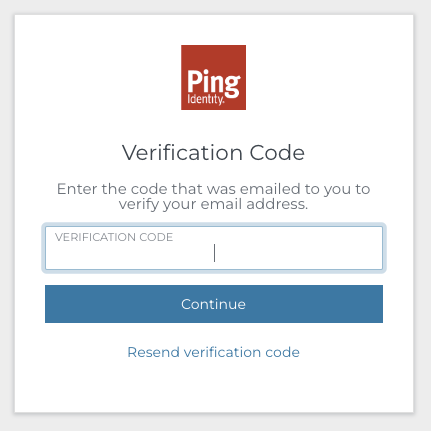 Ping
Identity.
Verification Code
Enter the code that was emailed to you to
verify your email address.
VERIFICATION CODE
Continue
Resend verification code